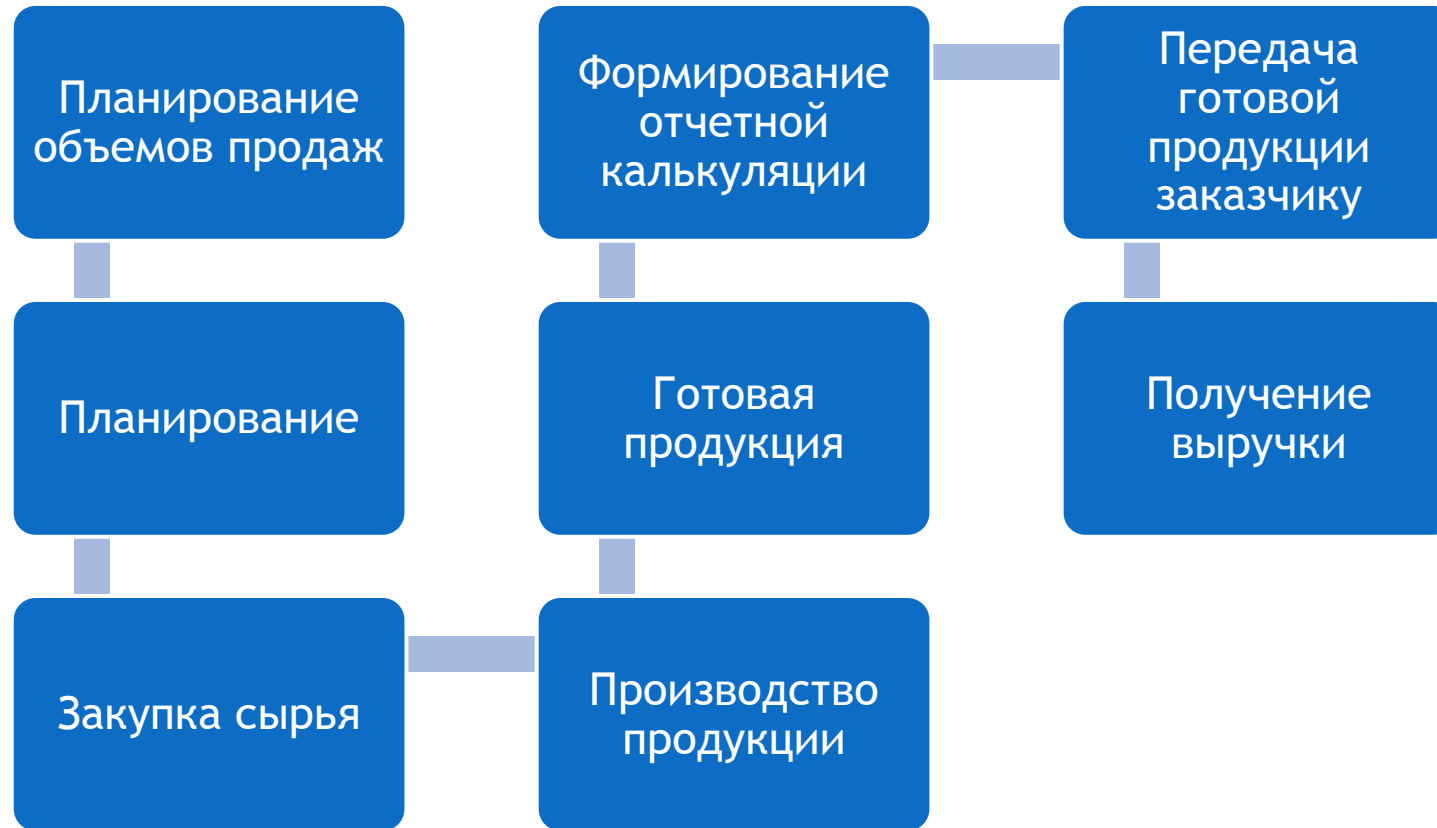 Планирование
объемов продаж
Планирование
Закупка сырья
Производство
продукции
Готовая
продукция
Формирование
отчетной
калькуляции
Передача
готовой
продукции
заказчику
Получение
выручки